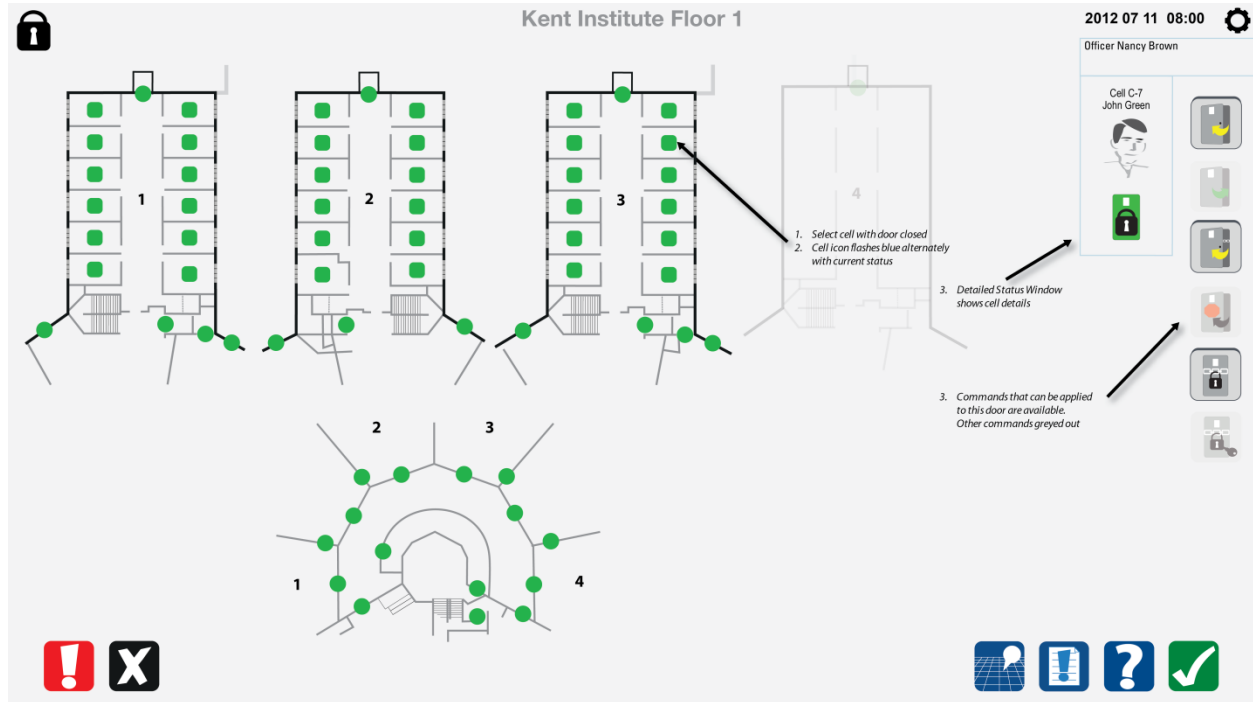 Kent Institute Floor 1
2012 07 11 08:00
Officer Nancy Brown
Cell C-7
John Green
1
2
3
4
1. Select cell with door closed
2. Cell icon flashes blue alternately
with current status
3. Detailed Status Window
shows cell details
3. Commands that can be applied
to this door are available.
Other commands greyed out
2
3
1
4